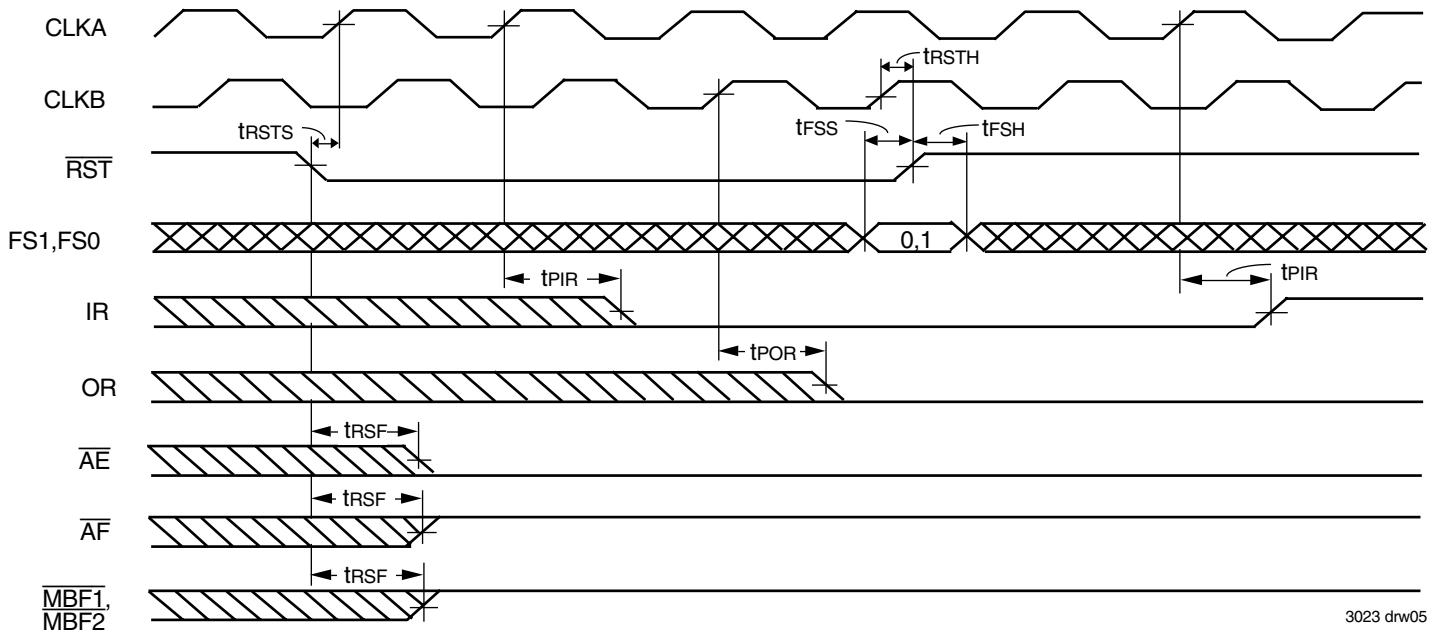 CLKA
tRSTH
CLKB
tRSTS
tFSS
tFSH
RST
FS1,FS0
0,1
tPIR
tPIR
IR
tPOR
OR
tRSF
AE
tRSF
AF
tRSF
MBF1,
MBF2
3023 drw05